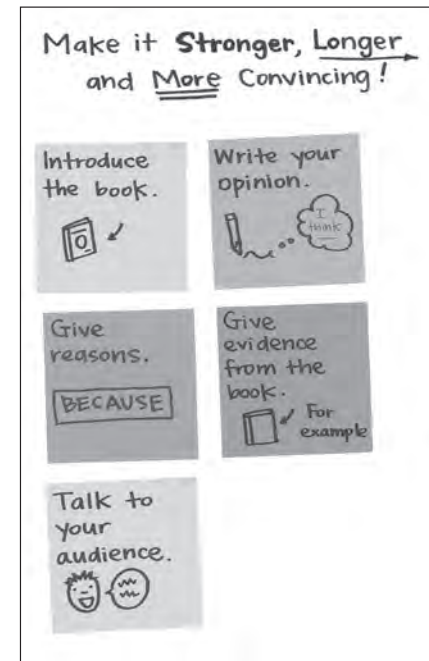 Make it Stronger, Longer
and More Convincing!
Introduce
the book.
Write your
opinion.
I
think
Give
reasons.
BECAUSE
Give
evidence
from the
book.
For
example
Talk to
your
audience.